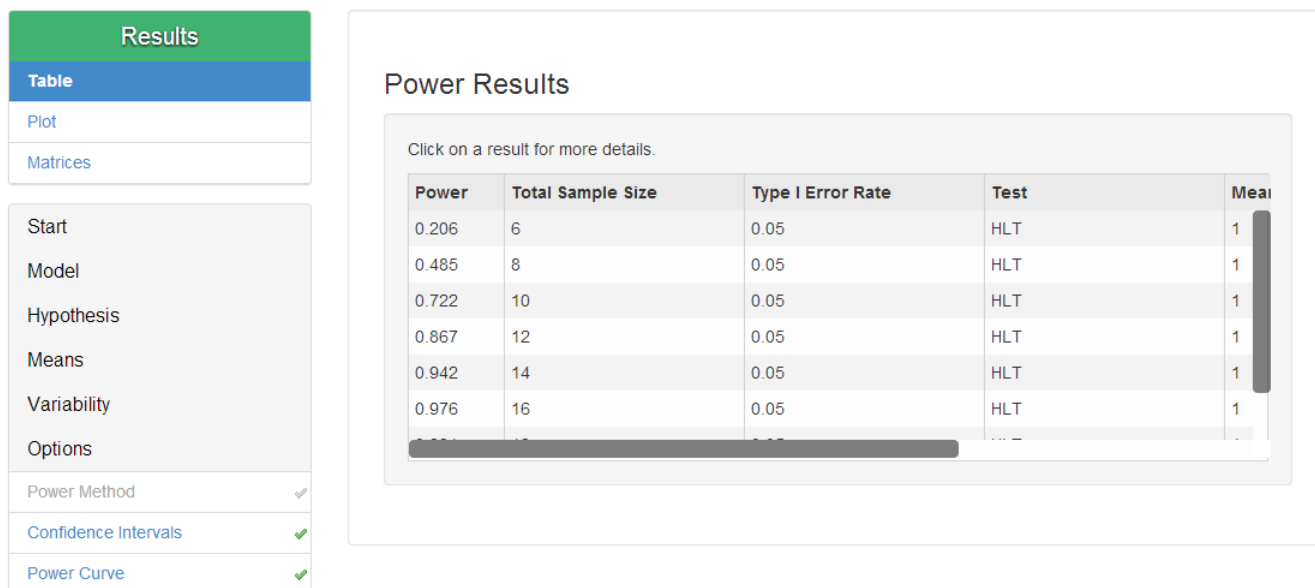 Results
Table
Plot
Matrices
Start
Model
Hypothesis
Means
Variability
Options
Power Method
Confidence Intervals
Power Curve
Power Results
Click on a result for more details.
Power Total Sample Size Type I Error Rate Test
0.206 6 0.05 HLT 1
0.485 8 0.05 HLT 1
0.722 10 0.05 HLT 1
0.867 12 0.05 HLT 1
0.942 14 0.05 HLT 1
0.976 16 0.05 HLT 1